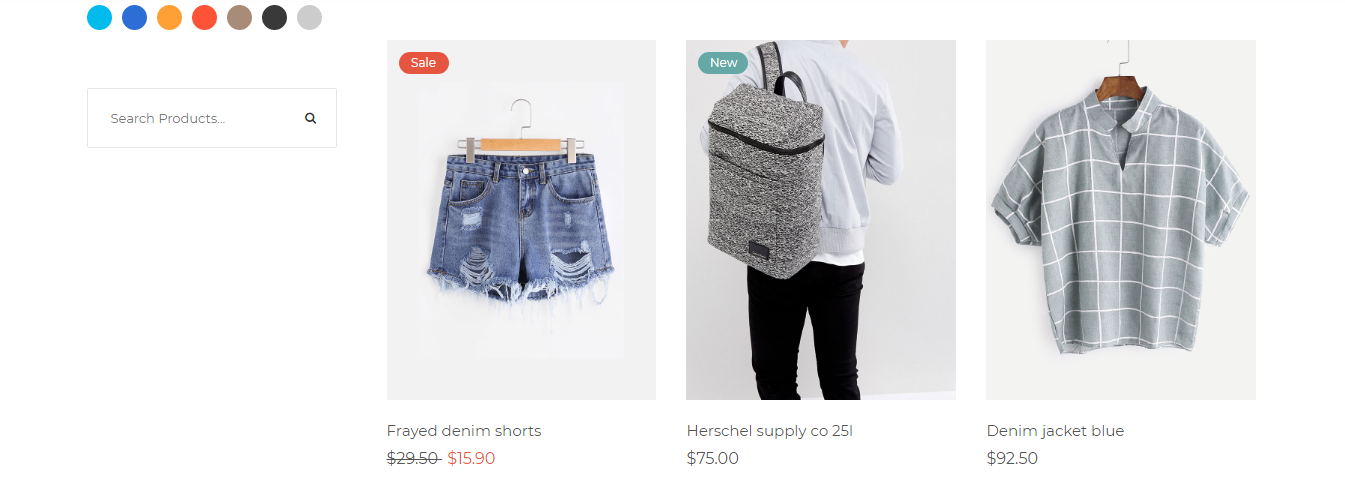 Sale
New
Search Products...
Frayed denim shorts
$29.50 $15.90
Herschel supply co 25l
$75.00
Denim jacket blue
$92.50